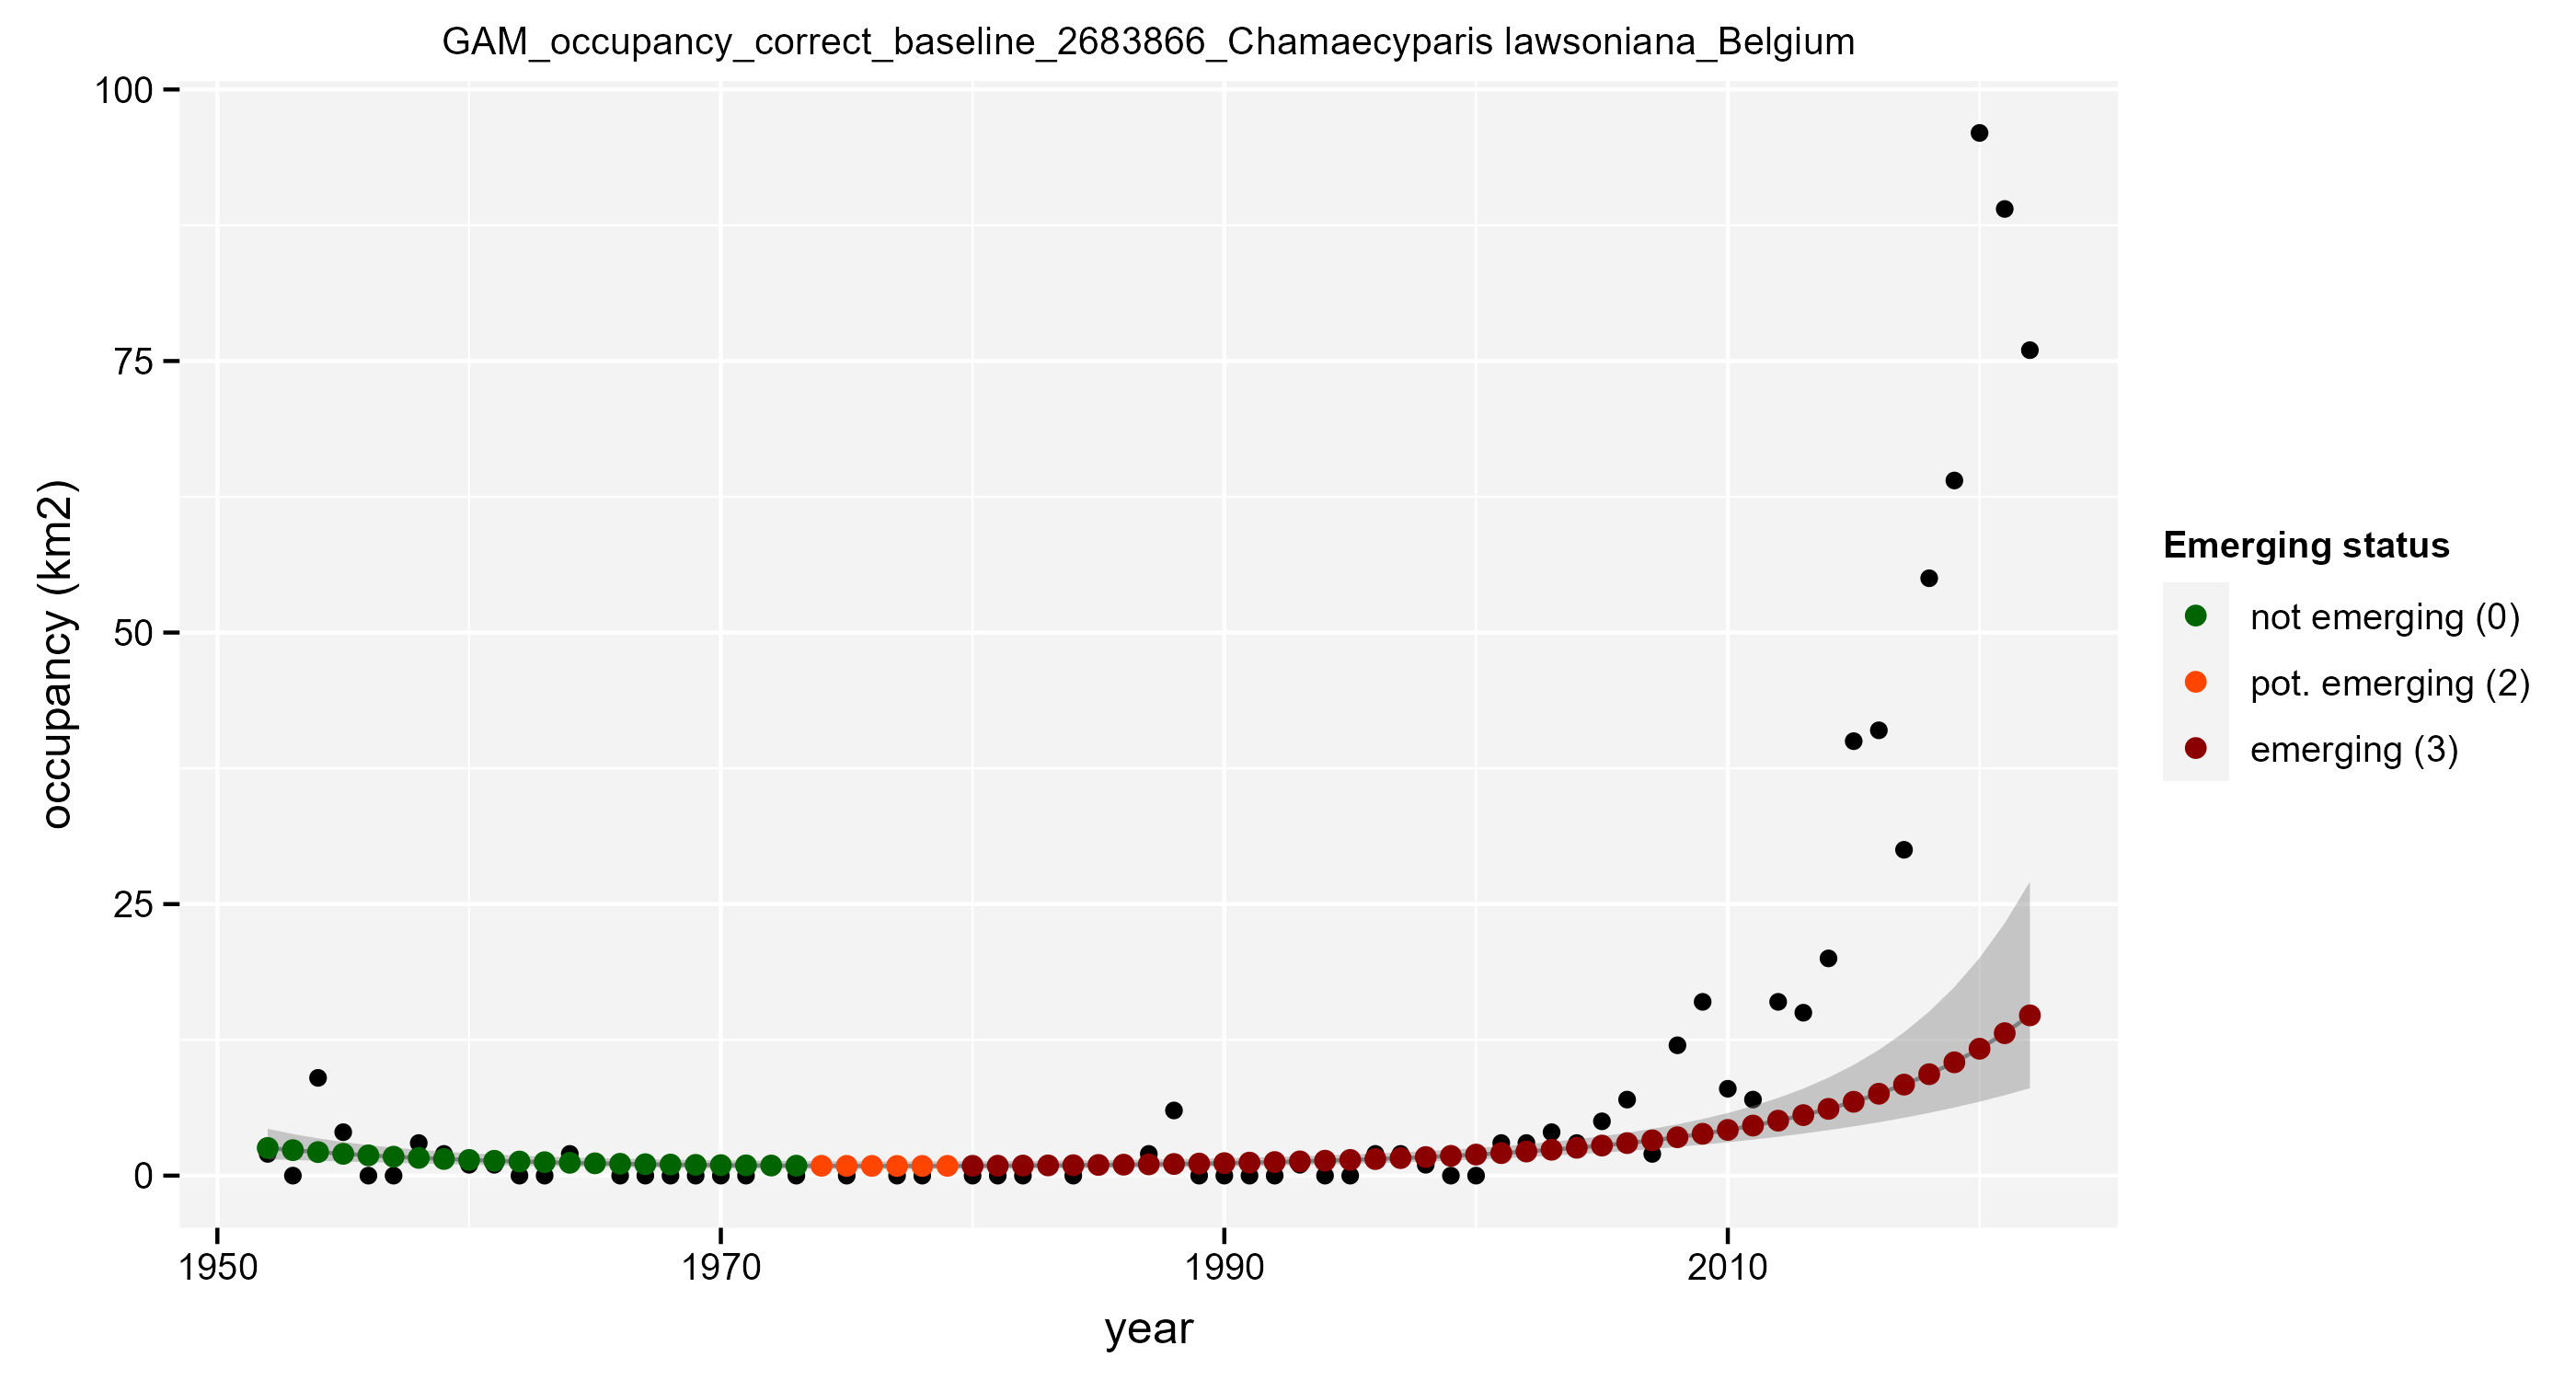 GAM_occupancy_correct_baseline_2683866_Chamaecyparis lawsoniana_Belgium
100
75
50
25
0
occupancy (km2)
1950
1970
1990
2010
year
Emerging status
not emerging (0)
pot. emerging (2)
emerging (3)